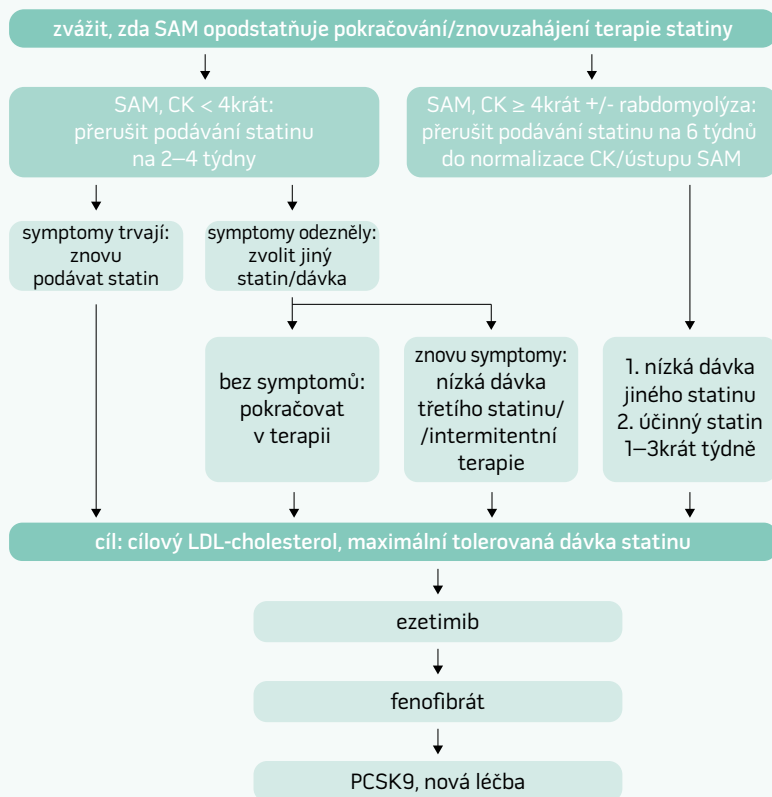 zvážit, zda SAM opodstatňuje pokračování/znovuzahájení terapie statiny
SAM, CK < 4krát:
přerušit podávání statinu
na 2–4 týdny
SAM, CK ≥ 4krát +/- rabdomyolýza:
přerušit podávání statinu na 6 týdnů
do normalizace CK/ústupu SAM
symptomy trvají:
znovu
podávat statin
symptomy odezněly:
zvolit jiný
statin/dávka
bez symptomů:
pokračovat
v terapii
znovu symptomy:
nízká dávka
třetího statinu/
/intermitentní
terapie
1. nízká dávka
jiného statinu
2. účinný statin
1–3krát týdně
cíl: cílový LDL-cholesterol, maximální tolerovaná dávka statinu
ezetimib
fenofibrát
PCSK9, nová léčba